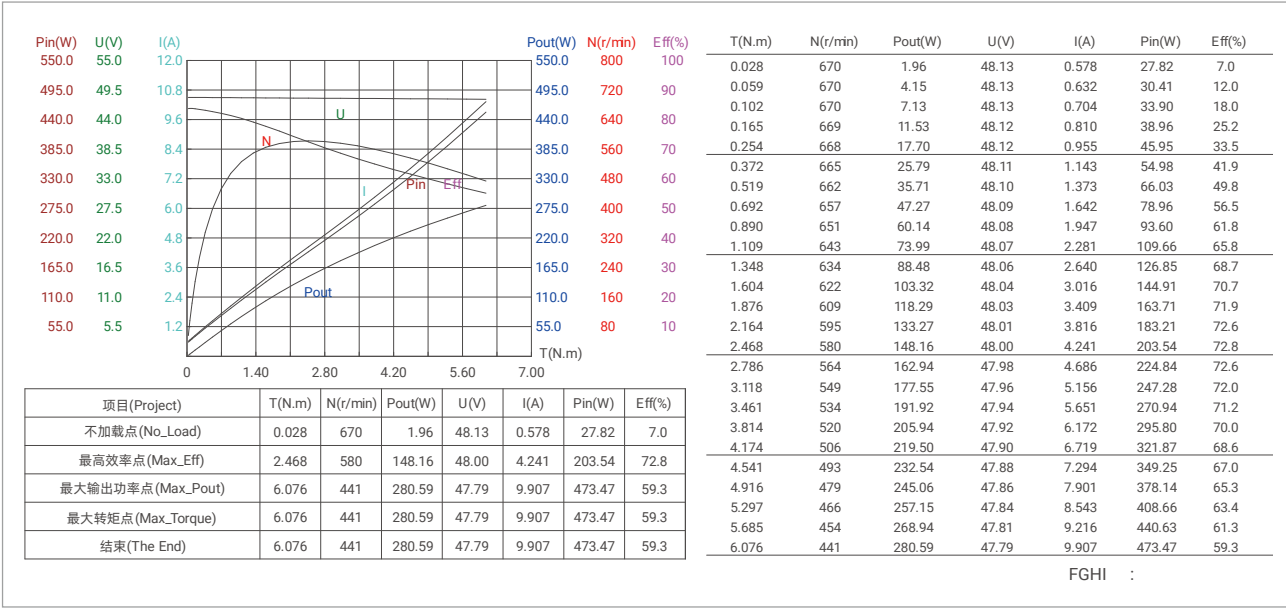 Pin(W) U(V) I(A) Pout(W) N(r/min) Eff(%)
550.0 55.0 12.0 550.0 800 100
495.0 49.5 10.8 495.0 720 90
440.0 44.0 9.6 440.0 640 80
385.0 38.5 8.4 385.0 560 70
330.0 33.0 7.2 330.0 480 60
275.0 27.5 6.0 275.0 400 50
220.0 22.0 4.8 220.0 320 40
165.0 16.5 3.6 165.0 240 30
110.0 11.0 2.4 110.0 160 20
55.0 5.5 1.2 55.0 80 10
U
N
I Pin Eff
Pout
T(N.m)
0 1.40 2.80 4.20 5.60 7.00
项目(Project) T(N.m) N(r/min) Pout(W) U(V) I(A) Pin(W) Eff(%)
不加载点(No_Load) 0.028 670 1.96 48.13 0.578 27.82 7.0
最高效率点(Max_Eff) 2.468 580 148.16 48.00 4.241 203.54 72.8
最大输出功率点(Max_Pout) 6.076 441 280.59 47.79 9.907 473.47 59.3
最大转矩点(Max_Torque) 6.076 441 280.59 47.79 9.907 473.47 59.3
结束(The End) 6.076 441 280.59 47.79 9.907 473.47 59.3
T(N.m) N(r/min) Pout(W) U(V) I(A) Pin(W) Eff(%)
0.028 670 1.96 48.13 0.578 27.82 7.0
0.059 670 4.15 48.13 0.632 30.41 12.0
0.102 670 7.13 48.13 0.704 33.90 18.0
0.165 669 11.53 48.12 0.810 38.96 25.2
0.254 668 17.70 48.12 0.955 45.95 33.5
0.372 665 25.79 48.11 1.143 54.98 41.9
0.519 662 35.71 48.10 1.373 66.03 49.8
0.692 657 47.27 48.09 1.642 78.96 56.5
0.890 651 60.14 48.08 1.947 93.60 61.8
1.109 643 73.99 48.07 2.281 109.66 65.8
1.348 634 88.48 48.06 2.640 126.85 68.7
1.604 622 103.32 48.04 3.016 144.91 70.7
1.876 609 118.29 48.03 3.409 163.71 71.9
2.164 595 133.27 48.01 3.816 183.21 72.6
2.468 580 148.16 48.00 4.241 203.54 72.8
2.786 564 162.94 47.98 4.686 224.84 72.6
3.118 549 177.55 47.96 5.156 247.28 72.0
3.461 534 191.92 47.94 5.651 270.94 71.2
3.814 520 205.94 47.92 6.172 295.80 70.0
4.174 506 219.50 47.90 6.719 321.87 68.6
4.541 493 232.54 47.88 7.294 349.25 67.0
4.916 479 245.06 47.86 7.901 378.14 65.3
5.297 466 257.15 47.84 8.543 408.66 63.4
5.685 454 268.94 47.81 9.216 440.63 61.3
6.076 441 280.59 47.79 9.907 473.47 59.3
FGHI :